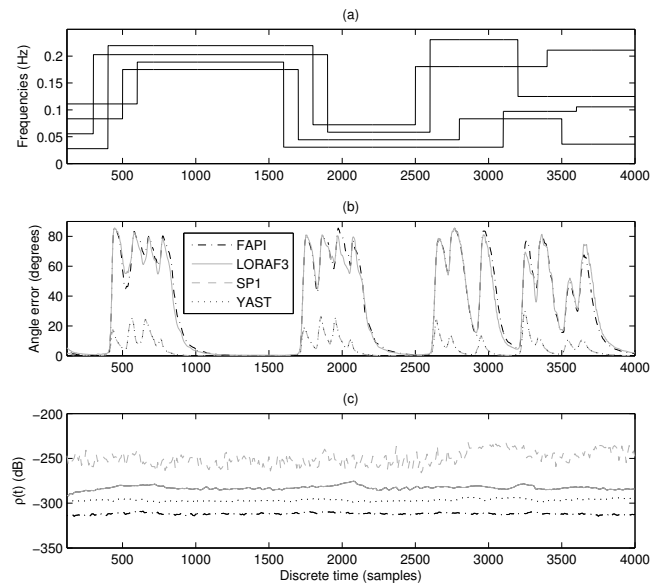 (a)
Frequencies (Hz)
0.2
0.15
0.1
0.05
0
500 1000 1500 2000 2500 3000 3500 4000
(b)
Angle error (degrees)
80
60
40
20
0
FAPI
LORAF3
SP1
YAST
500 1000 1500 2000 2500 3000 3500 4000
(c)
ρ(t) (dB)
−200
−250
−300
−350
500 1000 1500 2000 2500 3000 3500 4000
Discrete time (samples)